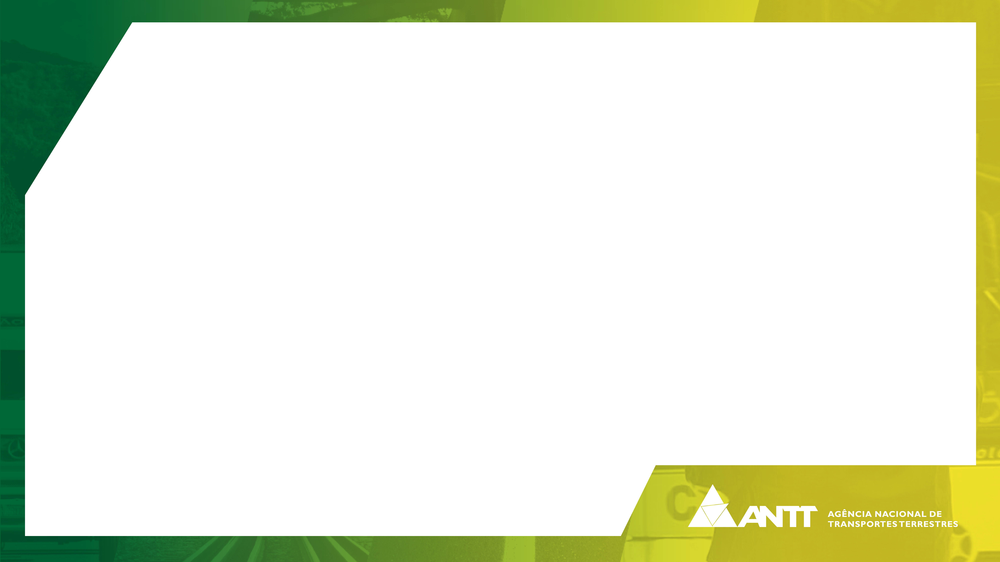 ANTT
AGÊNCIA NACIONAL DE
TRANSPORTES TERRESTRES